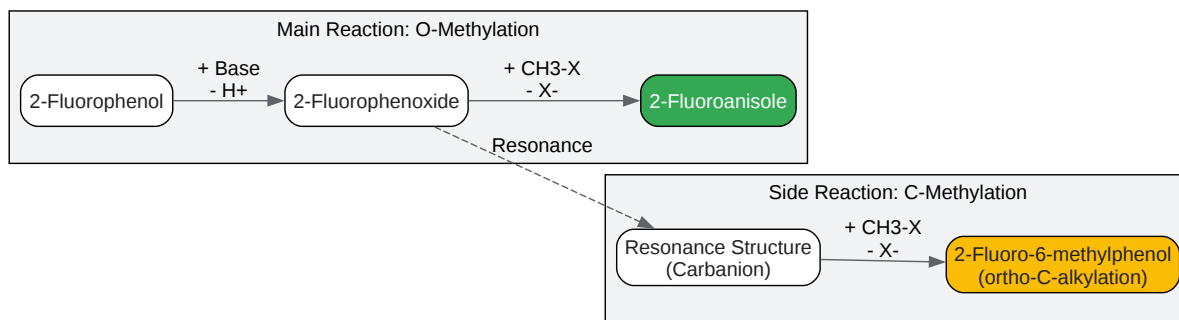 Main Reaction: O-Methylation
2-Fluorophenol
+ Base
- H+
2-Fluorophenoxide
+ CH3-X
- X-
2-Fluoroanisole
Resonance
Side Reaction: C-Methylation
Resonance Structure
(Carbanion)
+ CH3-X
- X-
2-Fluoro-6-methylphenol
(ortho-C-alkylation)